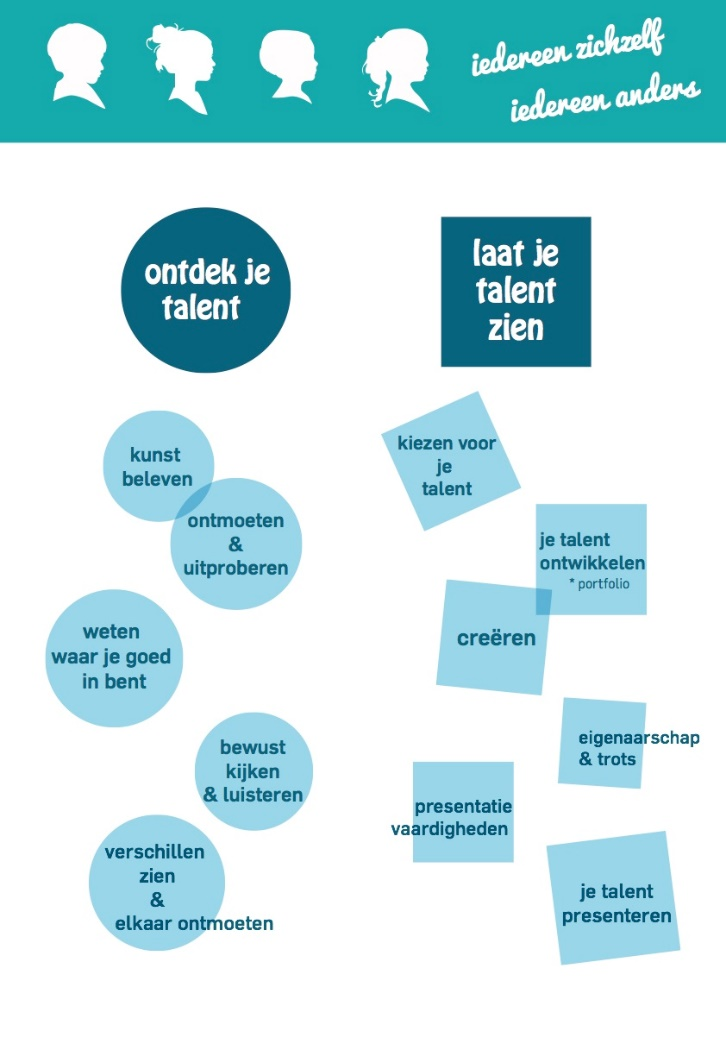 iedereen zichzelf
iedereen anders
ontdek je
talent
kunst
beleven
ontmoeten
&
uitproberen
weten
waar je goed
in bent
bewust
kijken
& luisteren
verschillen
zien
&
elkaar ontmoeten
laat je
talent
zien
kiezen voor
je
talent
je talent
ontwikkelen
* portfolio
creëren
eigenaarschap
& trots
presentatie
vaardigheden
je talent
presenteren